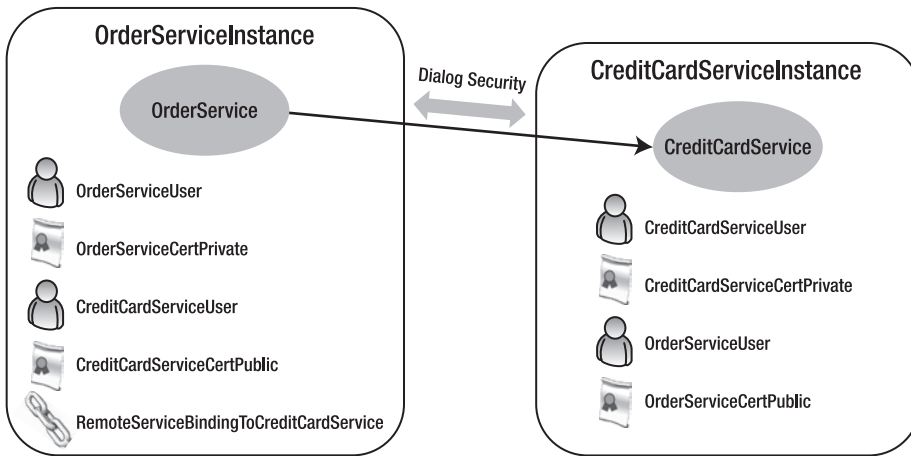 OrderServiceInstance
OrderService
OrderServiceUser
OrderServiceCertPrivate
CreditCardServiceUser
CreditCardServiceCertPublic
RemoteServiceBindingToCreditCardService
Dialog Security
CreditCardServiceInstance
CreditCardService
CreditCardServiceUser
CreditCardServiceCertPrivate
OrderServiceUser
OrderServiceCertPublic